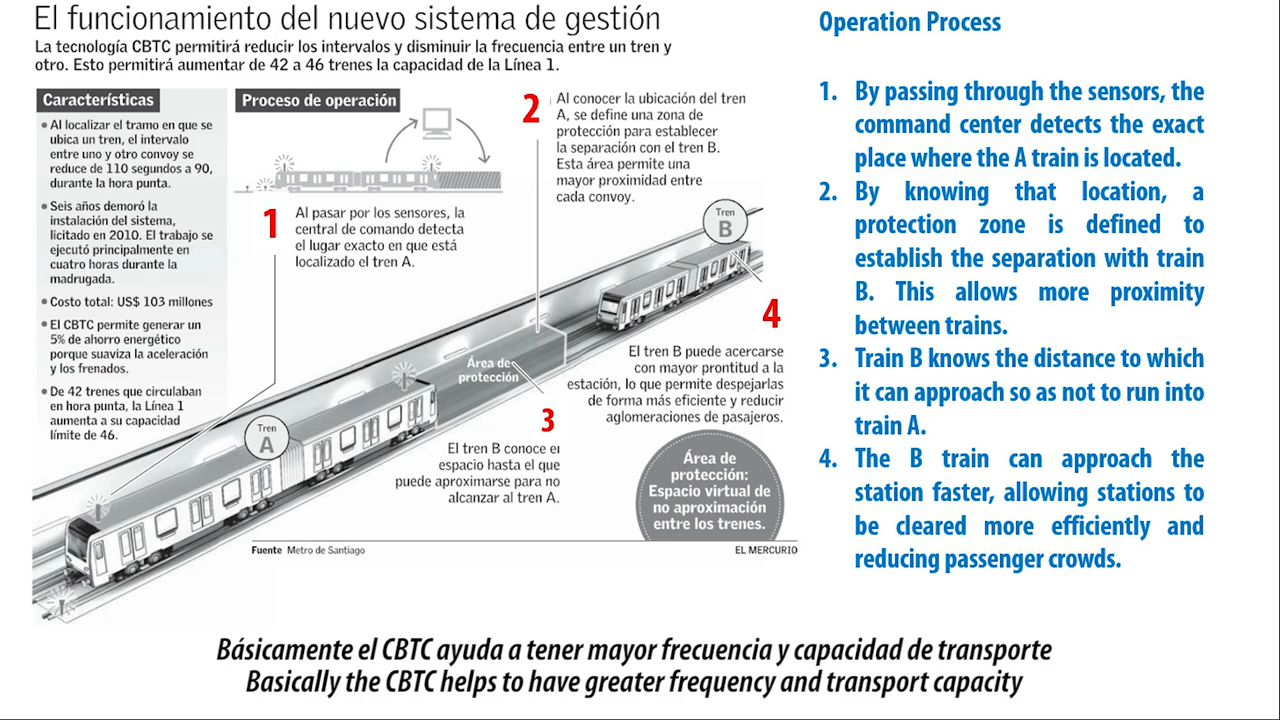 El funcionamiento del nuevo sistema de gestión
La tecnología CBTC permitirá reducir los intervalos y disminuir la frecuencia entre un tren y
otro. Esto permitirá aumentar de 42 a 46 trenes la capacidad de la Línea 1.
Características
• Al localizar el tramo en que se
ubica un tren, el intervalo
entre uno y otro convoy se
reduce de 110 segundos a 90,
durante la hora punta.
• Seis años demoró la
instalación del sistema,
licitado en 2010. El trabajo se
ejecutó principalmente en
cuatro horas durante la
madrugada.
• Costo total: US$ 103 millones
• El CBTC permite generar un
5% de ahorro energético
porque suaviza la aceleración
y los frenados.
• De 42 trenes que circulaban
en hora punta, la Línea 1
aumenta a su capacidad
límite de 46.
Proceso de operación
1
Al pasar por los sensores, la
central de comando detecta
el lugar exacto en que está
localizado el tren A.
2
Al conocer la ubicación del tren
A, se define una zona de
protección para establecer
la separación con el tren B.
Esta área permite una
mayor proximidad entre
cada convoy.
Tren
B
4
El tren B puede acercarse
con mayor prontitud a la
estación, lo que permite despejarlas
de forma más eficiente y reducir
aglomeraciones de pasajeros.
Área de
protección
3
El tren B conoce el
espacio hasta el que
puede aproximarse para no
alcanzar al tren A.
Tren
A
Área de
protección:
Espacio virtual de
no aproximación
entre los trenes.
Fuente Metro de Santiago
EL MERCURIO
Operation Process
1. By passing through the sensors, the
command center detects the exact
place where the A train is located.
2. By knowing that location, a
protection zone is defined to
establish the separation with train
B. This allows more proximity
between trains.
3. Train B knows the distance to which
it can approach so as not to run into
train A.
4. The B train can approach the
station faster, allowing stations to
be cleared more efficiently and
reducing passenger crowds.
Básicamente el CBTC ayuda a tener mayor frecuencia y capacidad de transporte
Basically the CBTC helps to have greater frequency and transport capacity